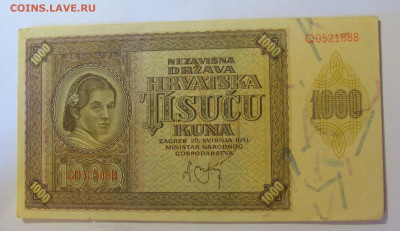 COINS.LAVE.RU
1000
1000
Q0521888
NEZAVISNA
DRŽAVA
HRVATSKA
TISUĆU
KUNA
1000
ZAGREB 26. SVIBNJA 1941.
MINISTAR NARODNOG
GOSPODARSTVA
1000
1000